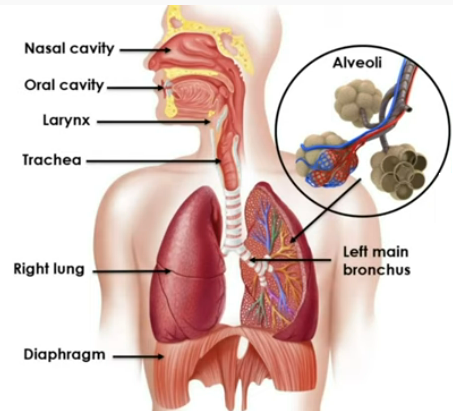 Nasal cavity
Alveoli
Oral cavity
Larynx
Trachea
Left main
bronchus
Right lung
Diaphragm